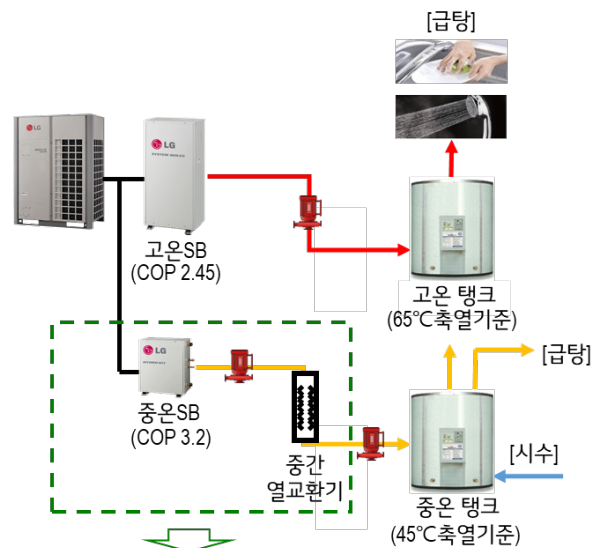 [급탕]
LG
LG
고온SB
(COP 2.45)
고온 탱크
(65℃축열기준)
LG
중온SB
(COP 3.2)
중간
열교환기
[급탕]
[시수]
중온 탱크
(45℃축열기준)